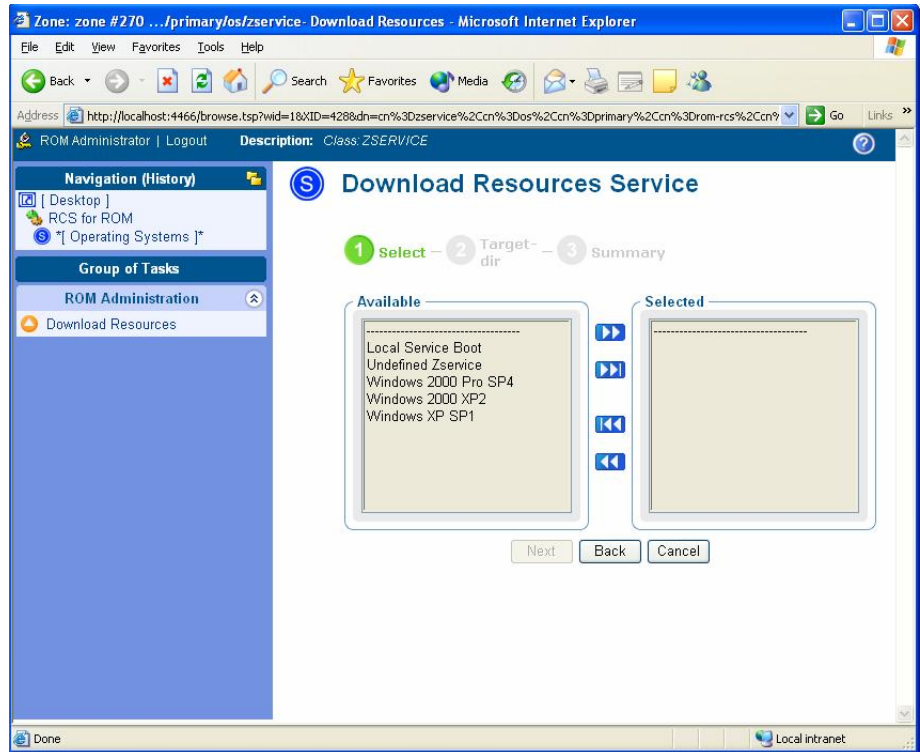 Zone: zone #270 .../primary/os/zservice- Download Resources - Microsoft Internet Explorer
File Edit View Favorites Tools Help
Back Search Favorites Media
Address http://localhost:4466/browse.tsp?wid=18XID=428&dn=cn%3Dzservice%2Ccn%3Dos%2Ccn%3Dprimary%2Ccn%3Drom-rcs%2Ccn% Go Links »
ROM Administrator | Logout Description: Class: ZSERVICE ?
Navigation (History)
[ Desktop ]
RCS for ROM
S *[ Operating Systems ]*
Group of Tasks
ROM Administration
Download Resources
S Download Resources Service
1 Select – 2 Target-dir – 3 Summary
Available
------------------------------------
Local Service Boot
Undefined Zservice
Windows 2000 Pro SP4
Windows 2000 XP2
Windows XP SP1
Selected
------------------------------------
Next Back Cancel
Done Local intranet